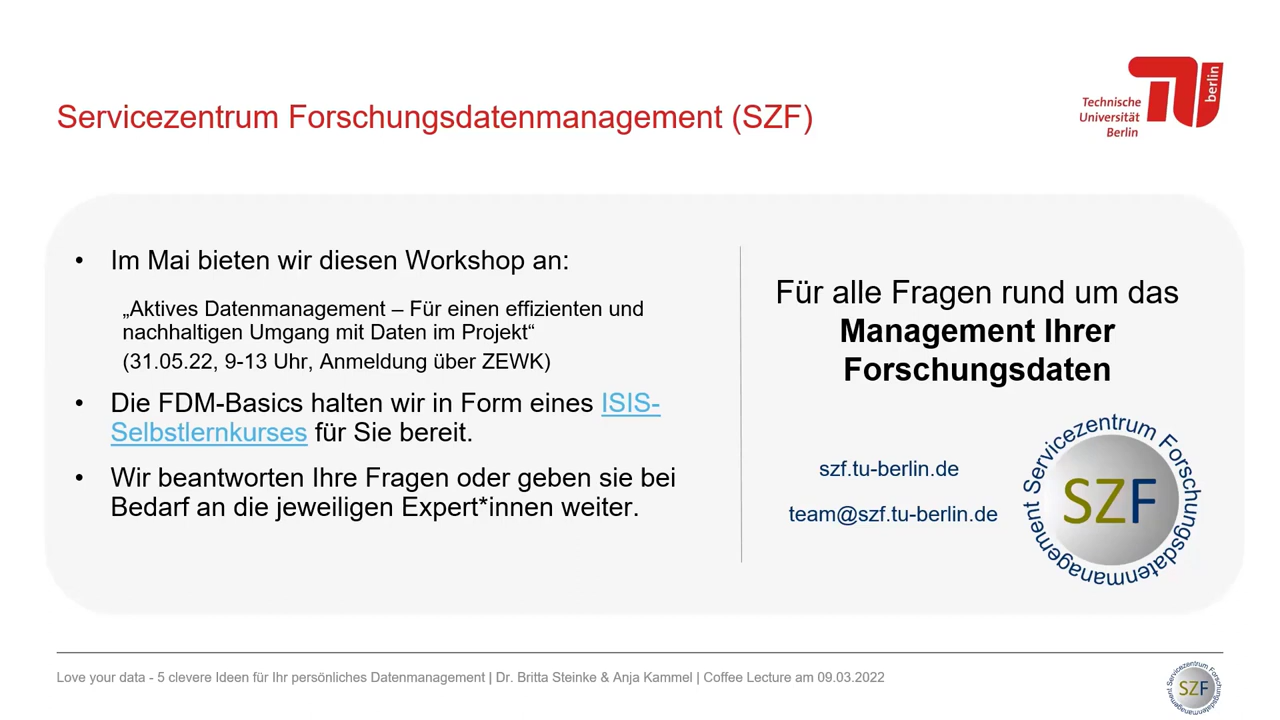 Servicezentrum Forschungsdatenmanagement (SZF)
Technische
Universität
Berlin
berlin
• Im Mai bieten wir diesen Workshop an:
„Aktives Datenmanagement – Für einen effizienten und
nachhaltigen Umgang mit Daten im Projekt“
(31.05.22, 9-13 Uhr, Anmeldung über ZEWK)
• Die FDM-Basics halten wir in Form eines ISIS-
Selbstlernkurses für Sie bereit.
• Wir beantworten Ihre Fragen oder geben sie bei
Bedarf an die jeweiligen Expert*innen weiter.
Für alle Fragen rund um das
Management Ihrer
Forschungsdaten
szf.tu-berlin.de
team@szf.tu-berlin.de
Servicezentrum Forschungsdatenmanagement
SZF
Love your data - 5 clevere Ideen für Ihr persönliches Datenmanagement | Dr. Britta Steinke & Anja Kammel | Coffee Lecture am 09.03.2022
Servicezentrum Forschungsdatenmanagement
SZF